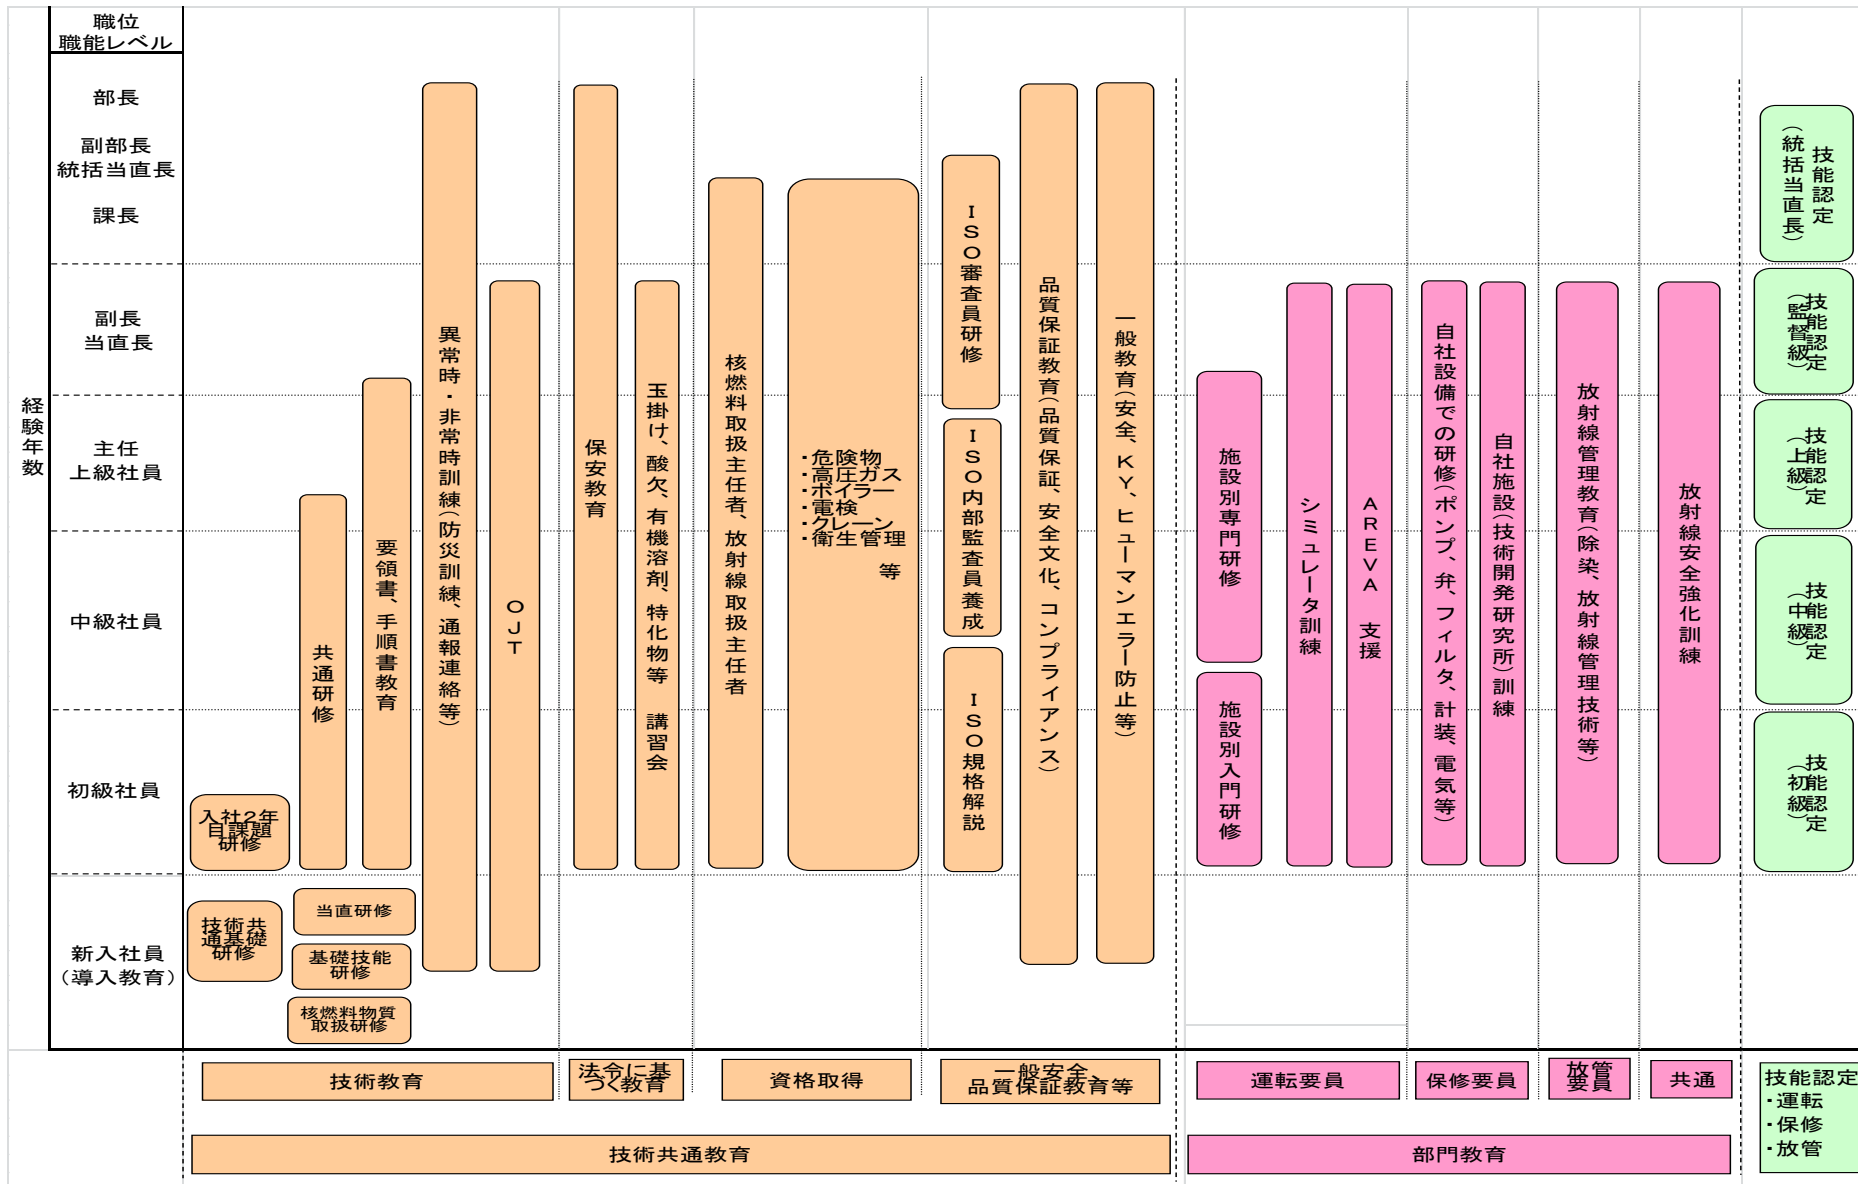 職位
職能レベル
経験年数
部長
副部長
統括当直長
課長
副長
当直長
主任
上級社員
中級社員
初級社員
新入社員
(導入教育)
入社2年
目課題
研修
技術共
通基礎
研修
共通研修
要領書、手順書教育
当直研修
基礎技能
研修
核燃料物質
取扱研修
異常時・非常時訓練(防災訓練、通報連絡等)
OJT
保安教育
玉掛け、酸欠、有機溶剤、特化物等 講習会
核燃料取扱主任者、放射線取扱主任者
・危険物
・高圧ガス
・ボイラー
・電検
・クレーン
・衛生管理
等
ISO審査員研修
ISO内部監査員養成
ISO規格解説
品質保証教育(品質保証、安全文化、コンプライアンス)
一般教育(安全、KY、ヒューマンエラー防止等)
施設別専門研修
施設別入門研修
シミュレータ訓練
AREVA 支援
自社設備での研修(ポンプ、弁、フィルタ、計装、電気等)
自社施設(技術開発研究所)訓練
放射線管理教育(除染、放射線管理技術等)
放射線安全強化訓練
技能認定
(統括当直長)
技能認定
(監督級)
技能認定
(上級)
技能認定
(中級)
技能認定
(初級)
技術教育
法令に基
づく教育
資格取得
一般安全、
品質保証教育等
運転要員
保修要員
放管
要員
共通
技能認定
・運転
・保修
・放管
技術共通教育
部門教育